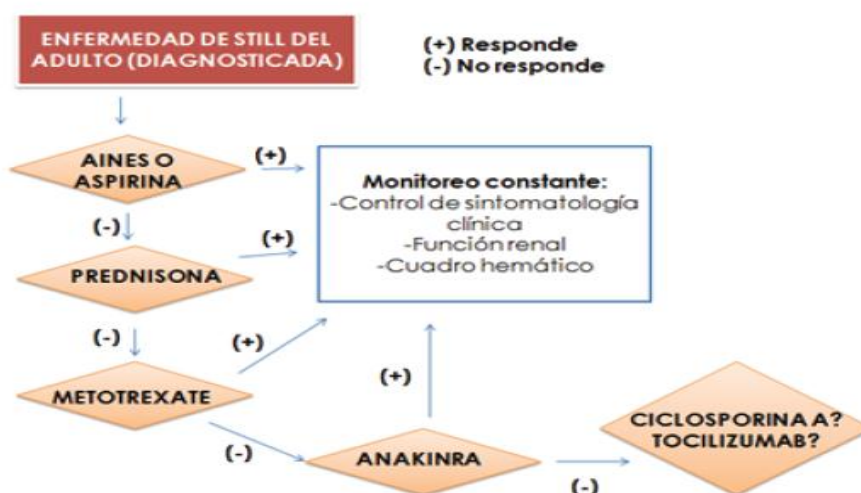 ENFERMEDAD DE STILL DEL
ADULTO (DIAGNOSTICADA)
(+) Responde
(-) No responde
AINES O
ASPIRINA
(+)
(-)
Monitoreo constante:
-Control de sintomatología
clínica
-Función renal
-Cuadro hemático
PREDNISONA
(+)
(-)
METOTREXATE
(+)
(-)
ANAKINRA
(+)
(-)
CICLOSPORINA A?
TOCILIZUMAB?